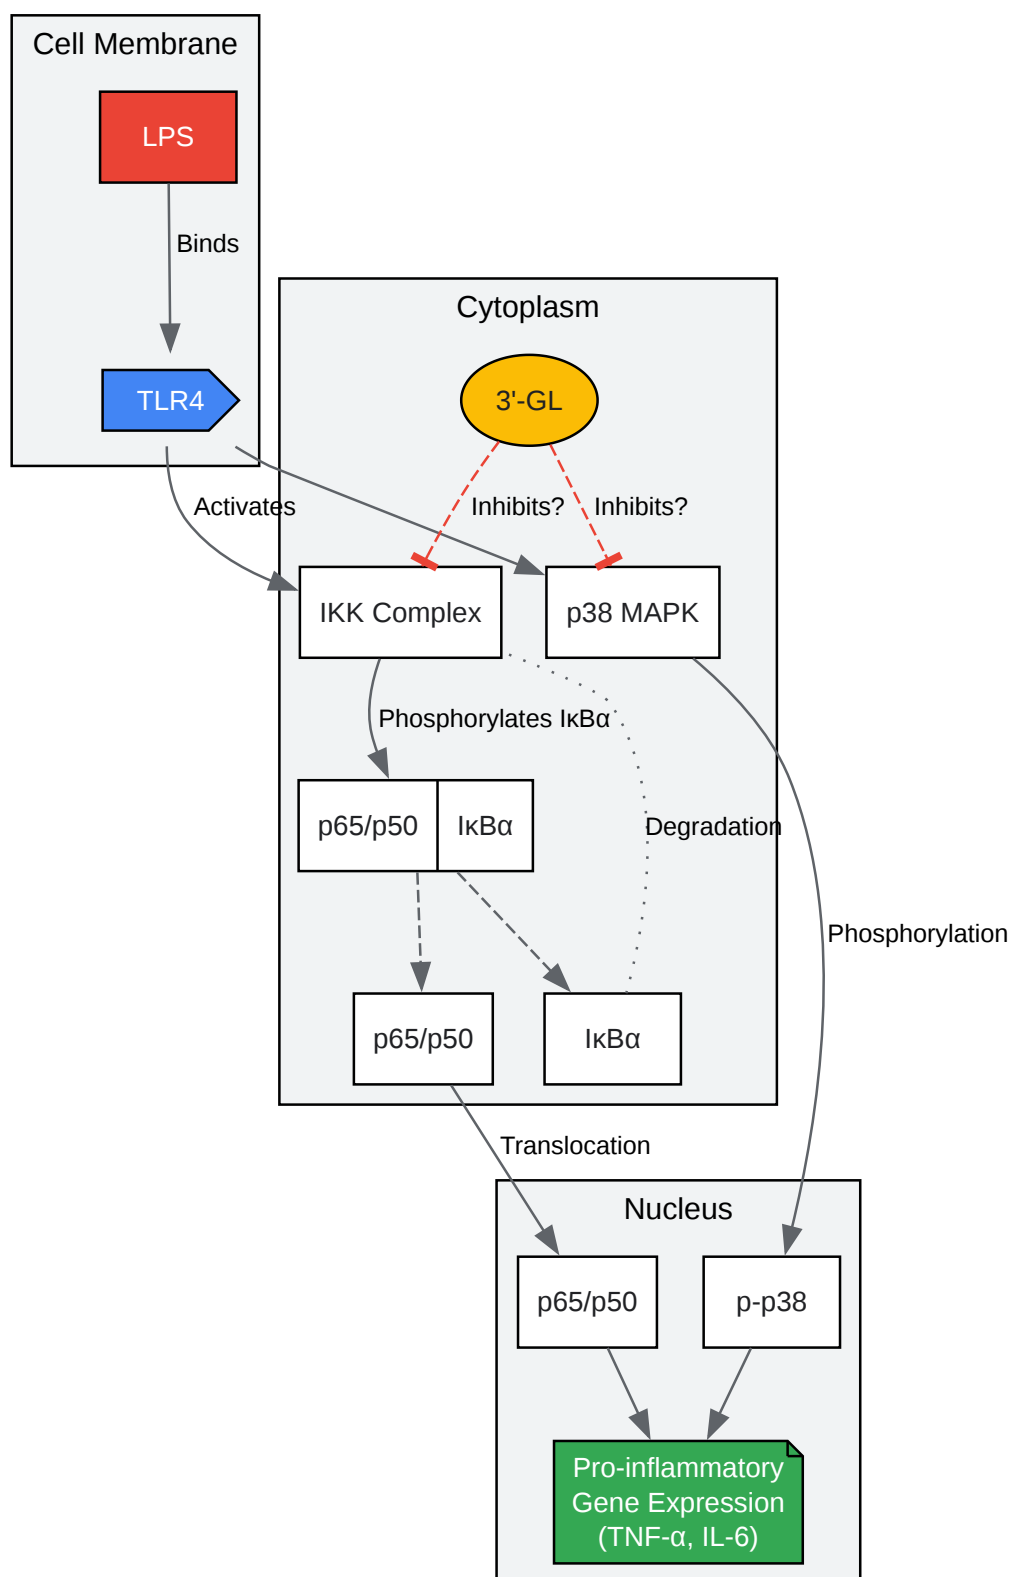 Cell Membrane
LPS
Binds
Cytoplasm
TLR4
3'-GL
Activates
Inhibits?
Inhibits?
IKK Complex
p38 MAPK
Phosphorylates IκBα
p65/p50
IκBα
Degradation
Phosphorylation
p65/p50
IκBα
Translocation
Nucleus
p65/p50
p-p38
Pro-inflammatory
Gene Expression
(TNF-α, IL-6)